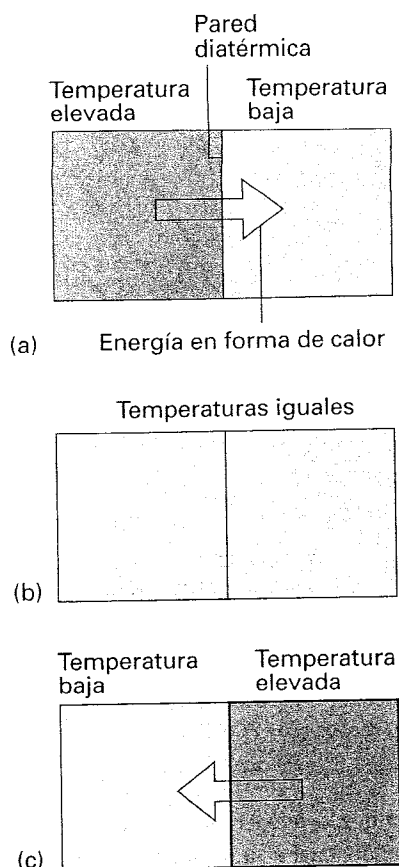 Pared
diatérmica
Temperatura
elevada
Temperatura
baja
(a)
Energía en forma de calor
Temperaturas iguales
(b)
Temperatura
baja
Temperatura
elevada
(c)